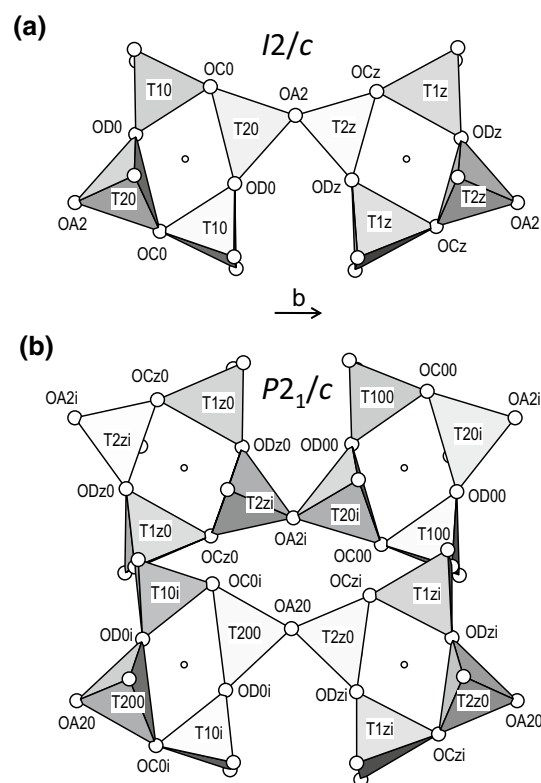 (a)
I2/c
OC0 OA2 OCz
T10 T1z
T20 T2z
OD0 ODz
T20 OD0 ODz T2z
OA2 T10 T1z OA2
OC0 OCz
b
(b)
P2₁/c
OA2i OCz0 OC00 OA2i
T1z0 T100
T2zi T20i
ODz0 OD00
ODz0 T2zi T20i OD00
T1z0 OA2i T100
OCz0 OC00
OC0i OCzi
T10i OA20 T1zi
OD0i T200 T2z0 ODzi
T200 OD0i ODzi T2z0
OA20 OA20
T10i T1zi
OC0i OCzi